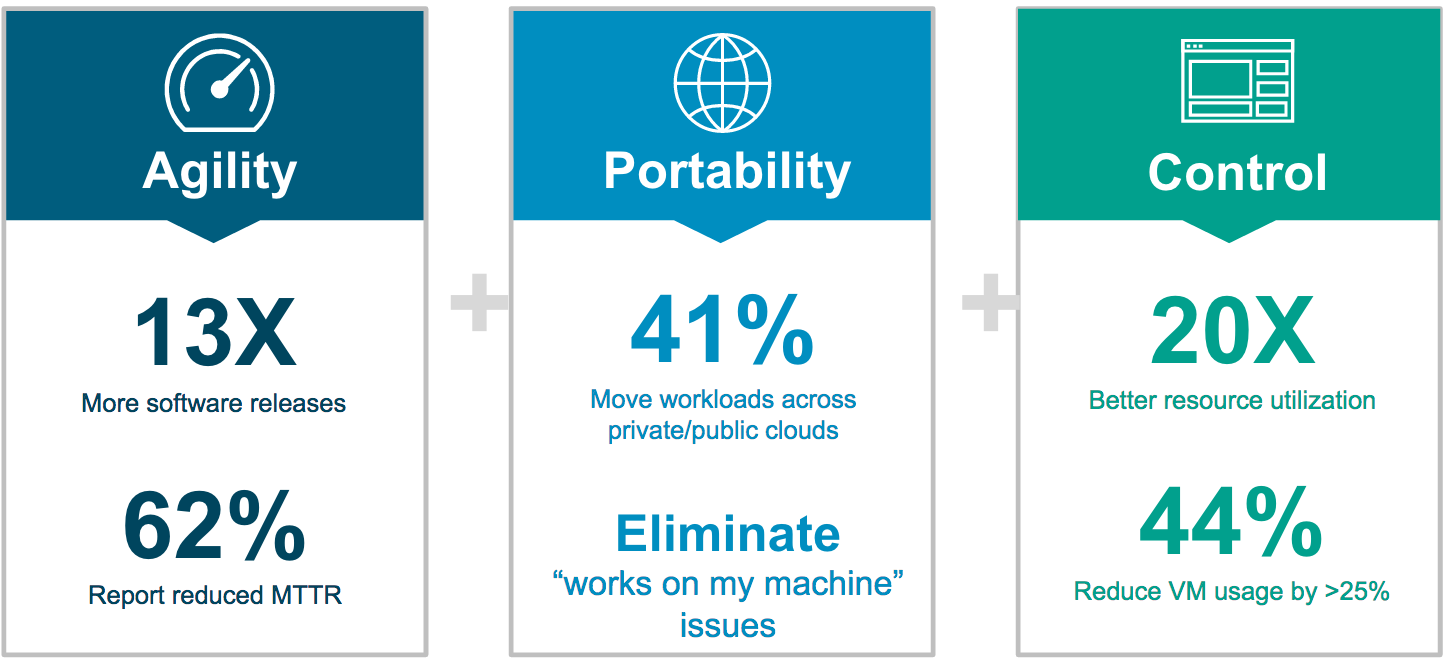 Agility
13X
More software releases
62%
Report reduced MTTR
Portability
41%
Move workloads across
private/public clouds
Eliminate
“works on my machine”
issues
Control
20X
Better resource utilization
44%
Reduce VM usage by >25%